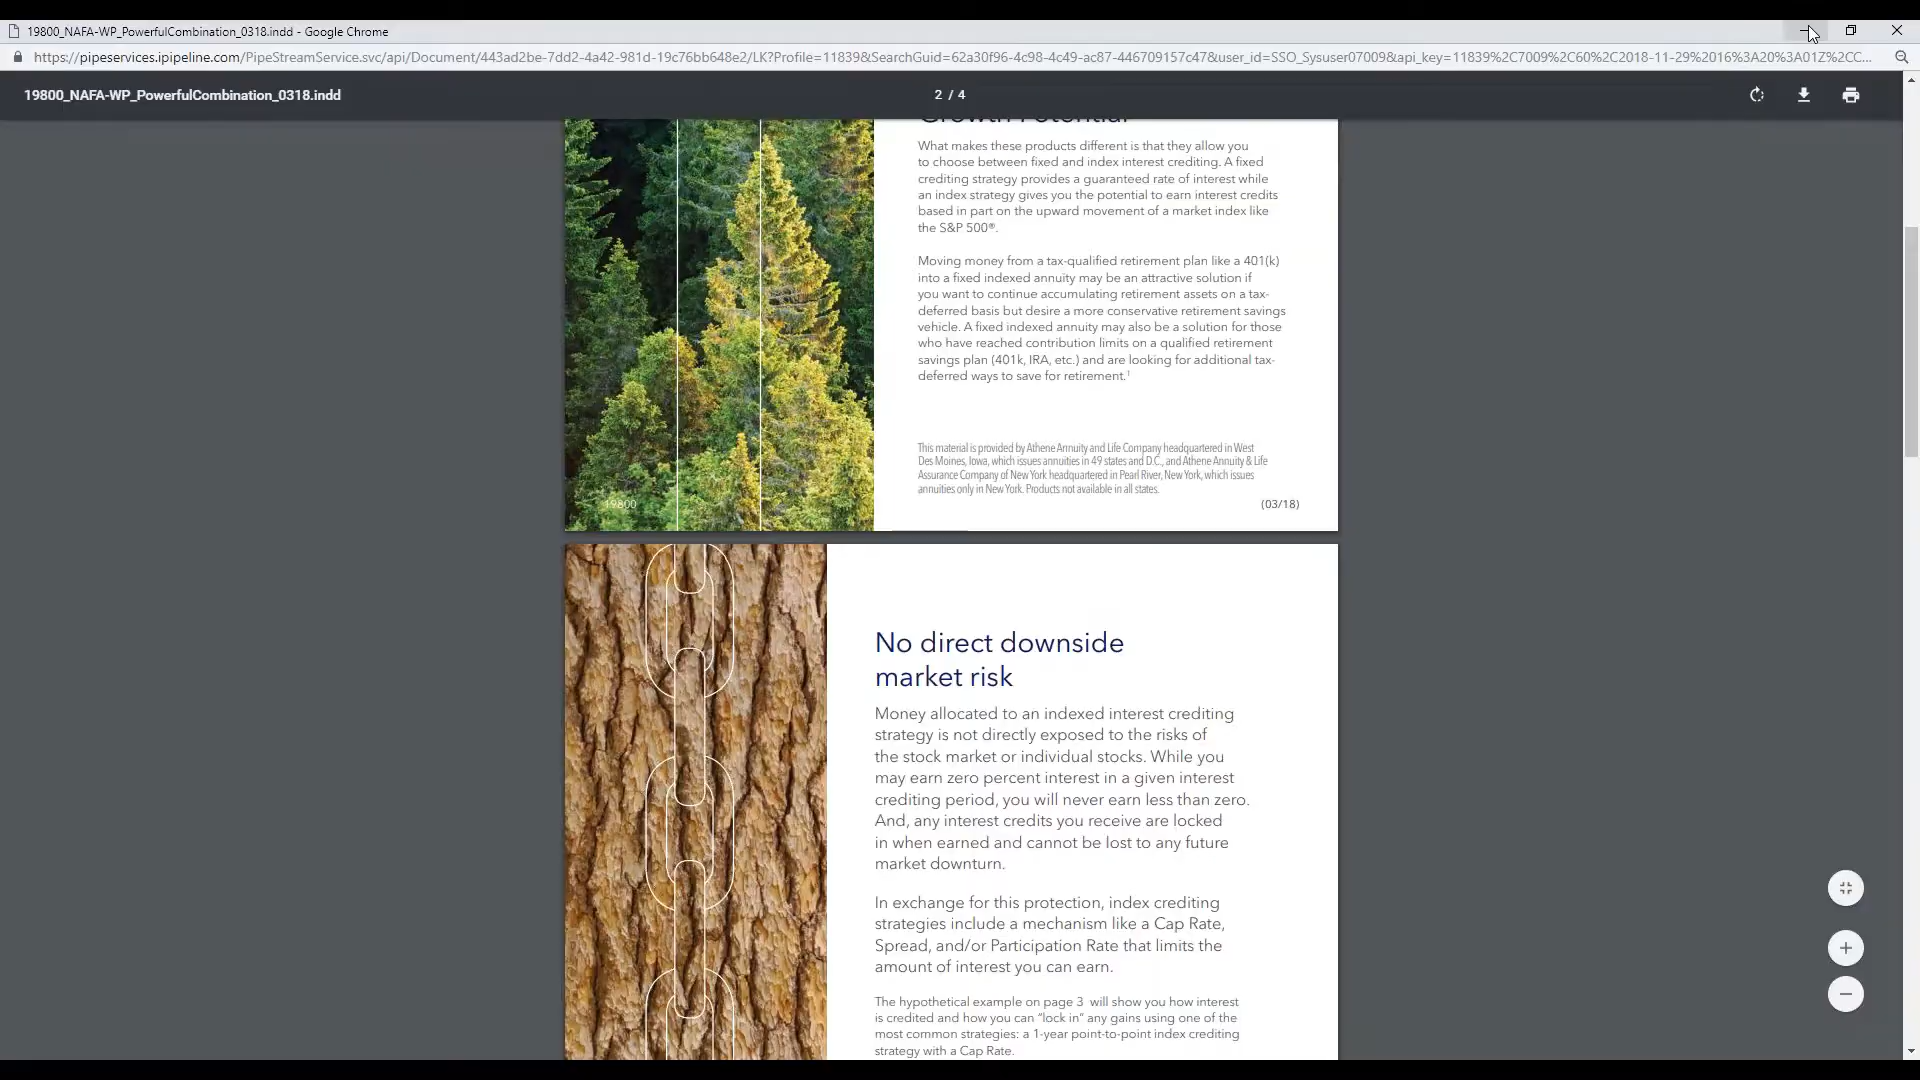 19800_NAFA-WP_PowerfulCombination_0318.indd - Google Chrome
https://pipeservices.ipipeline.com/PipeStreamService.svc/api/Document/443ad2be-7dd2-4a42-981d-19c76bb648e2/LK?Profile=11839&SearchGuid=62a30f96-4c98-4c49-ac87-446709157c47&user_id=SSO_Sysuser07009&api_key=11839%2C7009%2C60%2C2018-11-29%2016%3A20%3A01Z%2CC...
19800_NAFA-WP_PowerfulCombination_0318.indd
2 / 4
Growth Potential
What makes these products different is that they allow you
to choose between fixed and index interest crediting. A fixed
crediting strategy provides a guaranteed rate of interest while
an index strategy gives you the potential to earn interest credits
based in part on the upward movement of a market index like
the S&P 500®.
Moving money from a tax-qualified retirement plan like a 401(k)
into a fixed indexed annuity may be an attractive solution if
you want to continue accumulating retirement assets on a tax-
deferred basis but desire a more conservative retirement savings
vehicle. A fixed indexed annuity may also be a solution for those
who have reached contribution limits on a qualified retirement
savings plan (401k, IRA, etc.) and are looking for additional tax-
deferred ways to save for retirement.¹
This material is provided by Athene Annuity and Life Company headquartered in West
Des Moines, Iowa, which issues annuities in 49 states and D.C., and Athene Annuity & Life
Assurance Company of New York headquartered in Pearl River, New York, which issues
annuities only in New York. Products not available in all states.
19800
(03/18)
No direct downside
market risk
Money allocated to an indexed interest crediting
strategy is not directly exposed to the risks of
the stock market or individual stocks. While you
may earn zero percent interest in a given interest
crediting period, you will never earn less than zero.
And, any interest credits you receive are locked
in when earned and cannot be lost to any future
market downturn.
In exchange for this protection, index crediting
strategies include a mechanism like a Cap Rate,
Spread, and/or Participation Rate that limits the
amount of interest you can earn.
The hypothetical example on page 3 will show you how interest
is credited and how you can “lock in” any gains using one of the
most common strategies: a 1-year point-to-point index crediting
strategy with a Cap Rate.